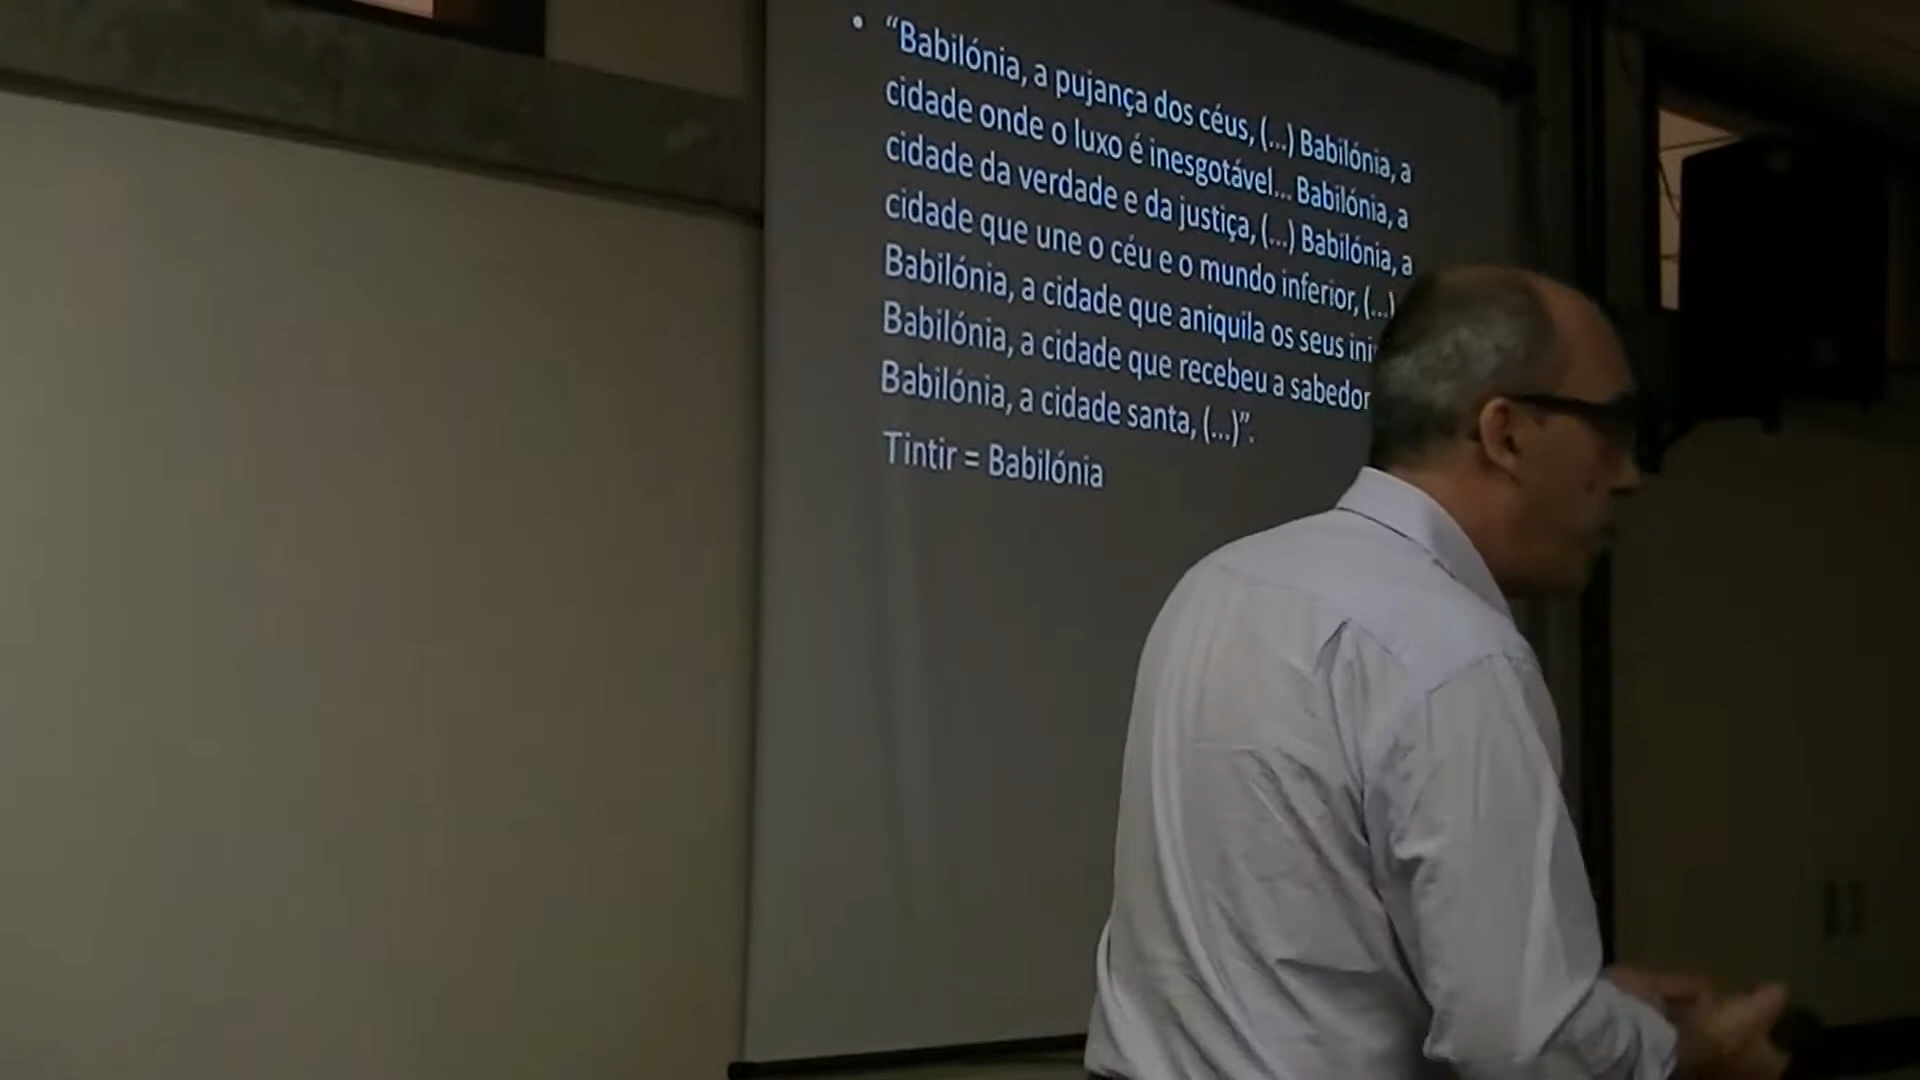 • “Babilónia, a pujança dos céus, (...) Babilónia, a
cidade onde o luxo é inesgotável... Babilónia, a
cidade da verdade e da justiça, (...) Babilónia, a
cidade que une o céu e o mundo inferior, (...)
Babilónia, a cidade que aniquila os seus
Babilónia, a cidade que recebeu a
Babilónia, a cidade santa, (...)”.
Tintir = Babilónia